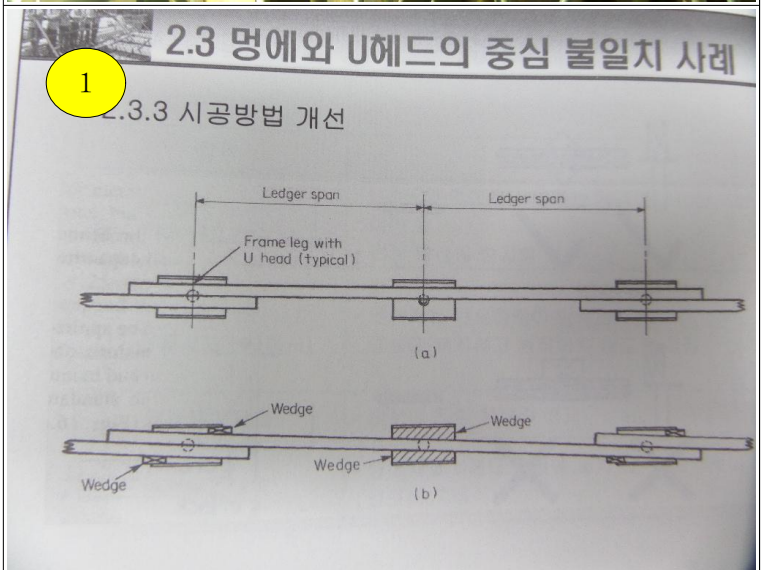 2.3 멍에와 U헤드의 중심 불일치 사례
1
2.3.3 시공방법 개선
Ledger span
Ledger span
Frame leg with
U head (typical)
(a)
Wedge
Wedge
Wedge
Wedge
(b)